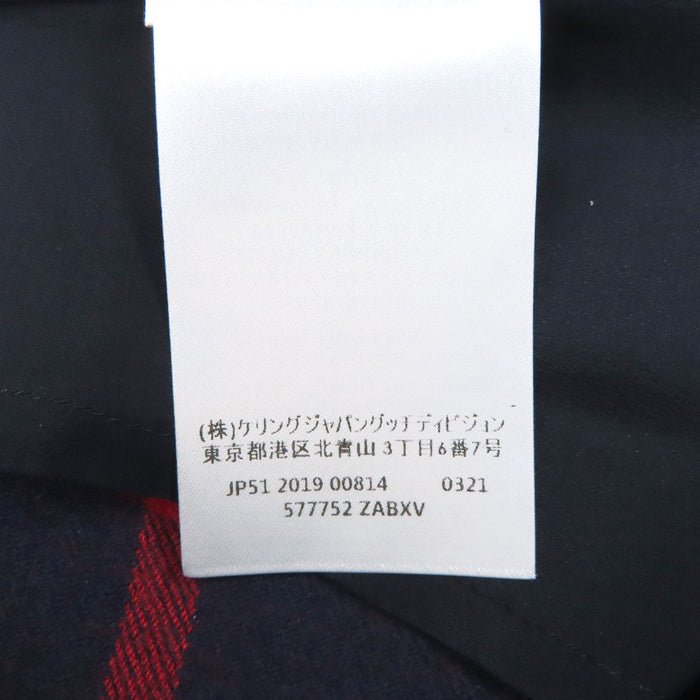 (株)ケリングジャパングッチディビジョン
東京都港区北青山3丁目6番7号
JP51 2019 00814 0321
577752 ZABXV